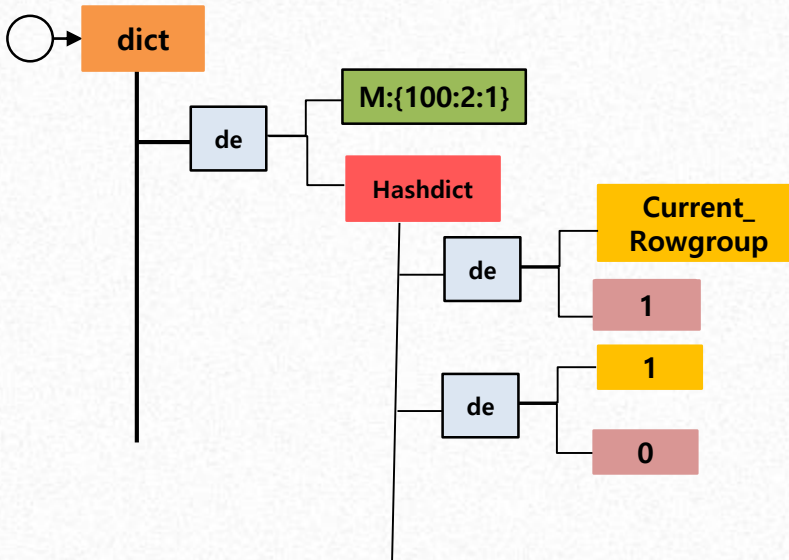 dict
M:{100:2:1}
de
Hashdict
Current_
Rowgroup
de
1
1
de
0